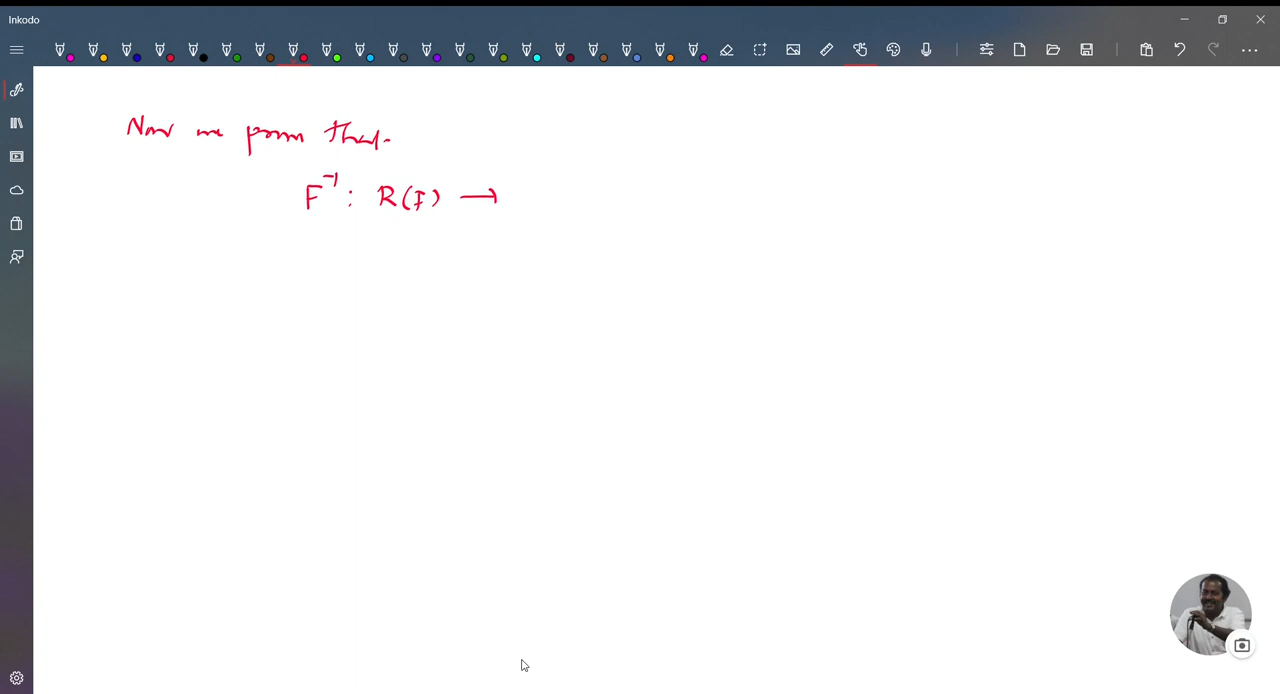 Inkodo
Now we prove that
F⁻¹ : R(F) →